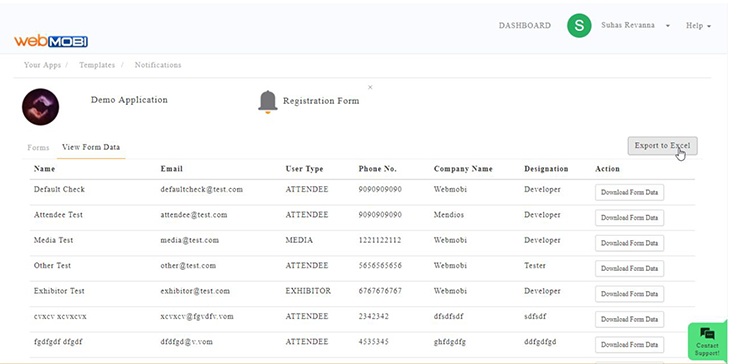 DASHBOARD S Suhas Revanna Help
webMOBI
Your Apps / Templates / Notifications
Demo Application Registration Form ×
Forms View Form Data Export to Excel
Name Email User Type Phone No. Company Name Designation Action
Default Check defaultcheck@test.com ATTENDEE 9090909090 Webmobi Developer Download Form Data
Attendee Test attendee@test.com ATTENDEE 9090909090 Mendios Developer Download Form Data
Media Test media@test.com MEDIA 1221122112 Webmobi Developer Download Form Data
Other Test other@test.com ATTENDEE 5656565656 Webmobi Tester Download Form Data
Exhibitor Test exhibitor@test.com EXHIBITOR 6767676767 Webmobi Developer Download Form Data
cvxcv xcvxcvx xcvxcv@fgvdfv.vom ATTENDEE 2342342 dfsdfsdf sdfsdf Download Form Data
fgdfgdf dfgdf dfdfgd@v.vom ATTENDEE 4535345 ghfdgdfg ddfgdfgd Download Form Data
Contact
Support!